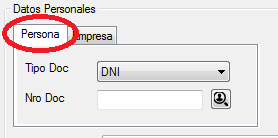 Datos Personales
Persona mpresa
Tipo Doc DNI
Nro Doc